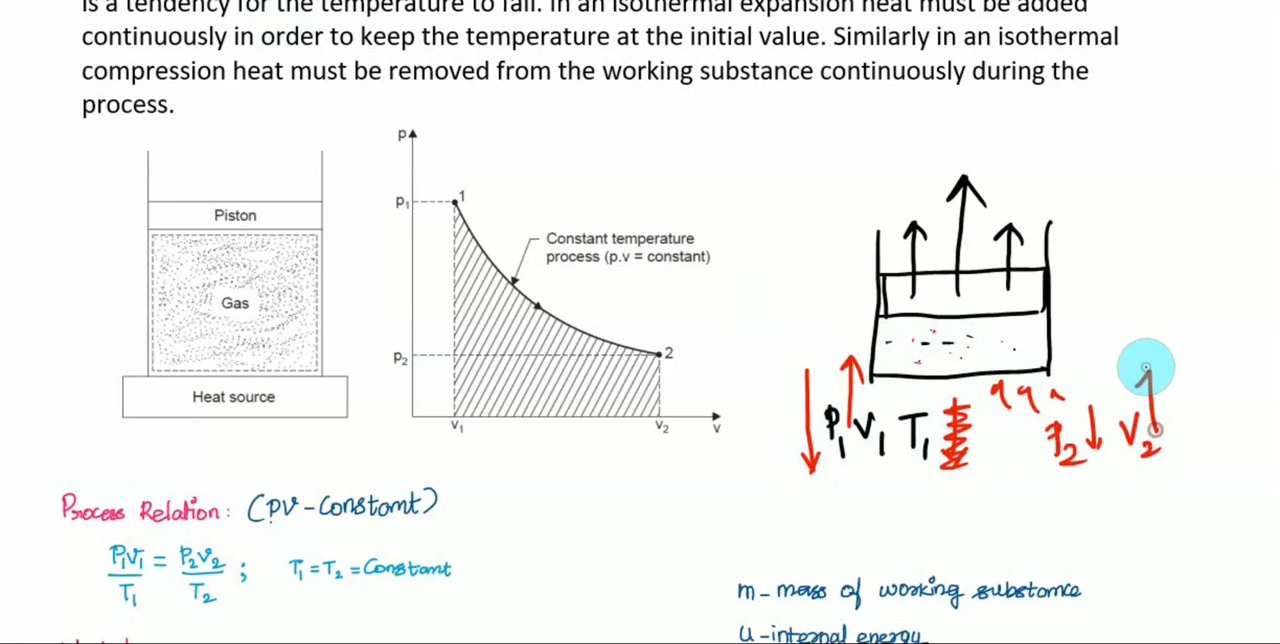 is a tendency for the temperature to fall. In an isothermal expansion heat must be added
continuously in order to keep the temperature at the initial value. Similarly in an isothermal
compression heat must be removed from the working substance continuously during the
process.
p
p₁
1
Piston
Constant temperature
process (p.v = constant)
Gas
p₂
2
Heat source
v₁
v₂
v
P₁ V₁ T₁
P₂ V₂
Process Relation: (PV-Constant)
P₁V₁ = P₂V₂ ; T₁ = T₂ = Constant
T₁ T₂
m - mass of working substance
u - internal energy